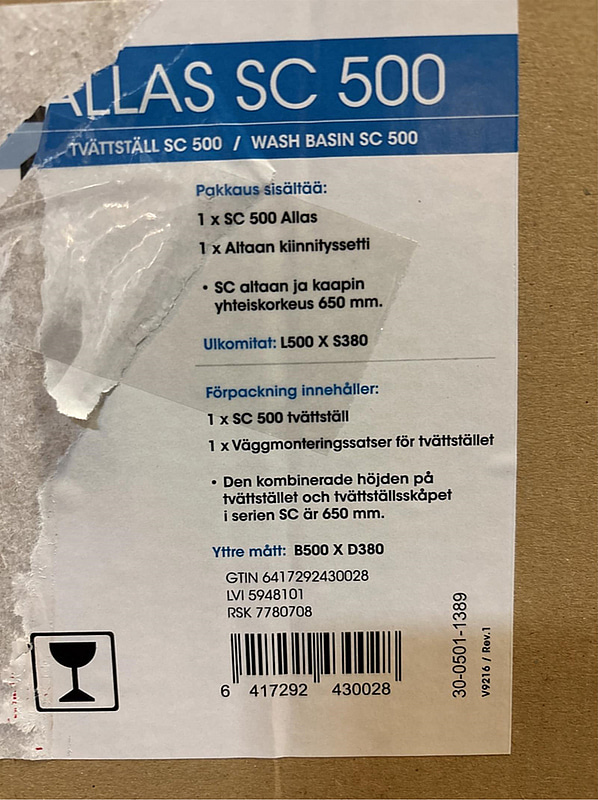 ALLAS SC 500
TVÄTTSTÄLL SC 500 / WASH BASIN SC 500
Pakkaus sisältää:
1 x SC 500 Allas
1 x Altaan kiinnityssetti
• SC altaan ja kaapin
yhteiskorkeus 650 mm.
Ulkomitat: L500 X S380
Förpackning innehåller:
1 x SC 500 tvättställ
1 x Väggmonteringssatser för tvättstället
• Den kombinerade höjden på
tvättstället och tvättställsskåpet
i serien SC är 650 mm.
Yttre mått: B500 X D380
GTIN 6417292430028
LVI 5948101
RSK 7780708
6 417292 430028
30-0501-1389
V9216 / Rev.1